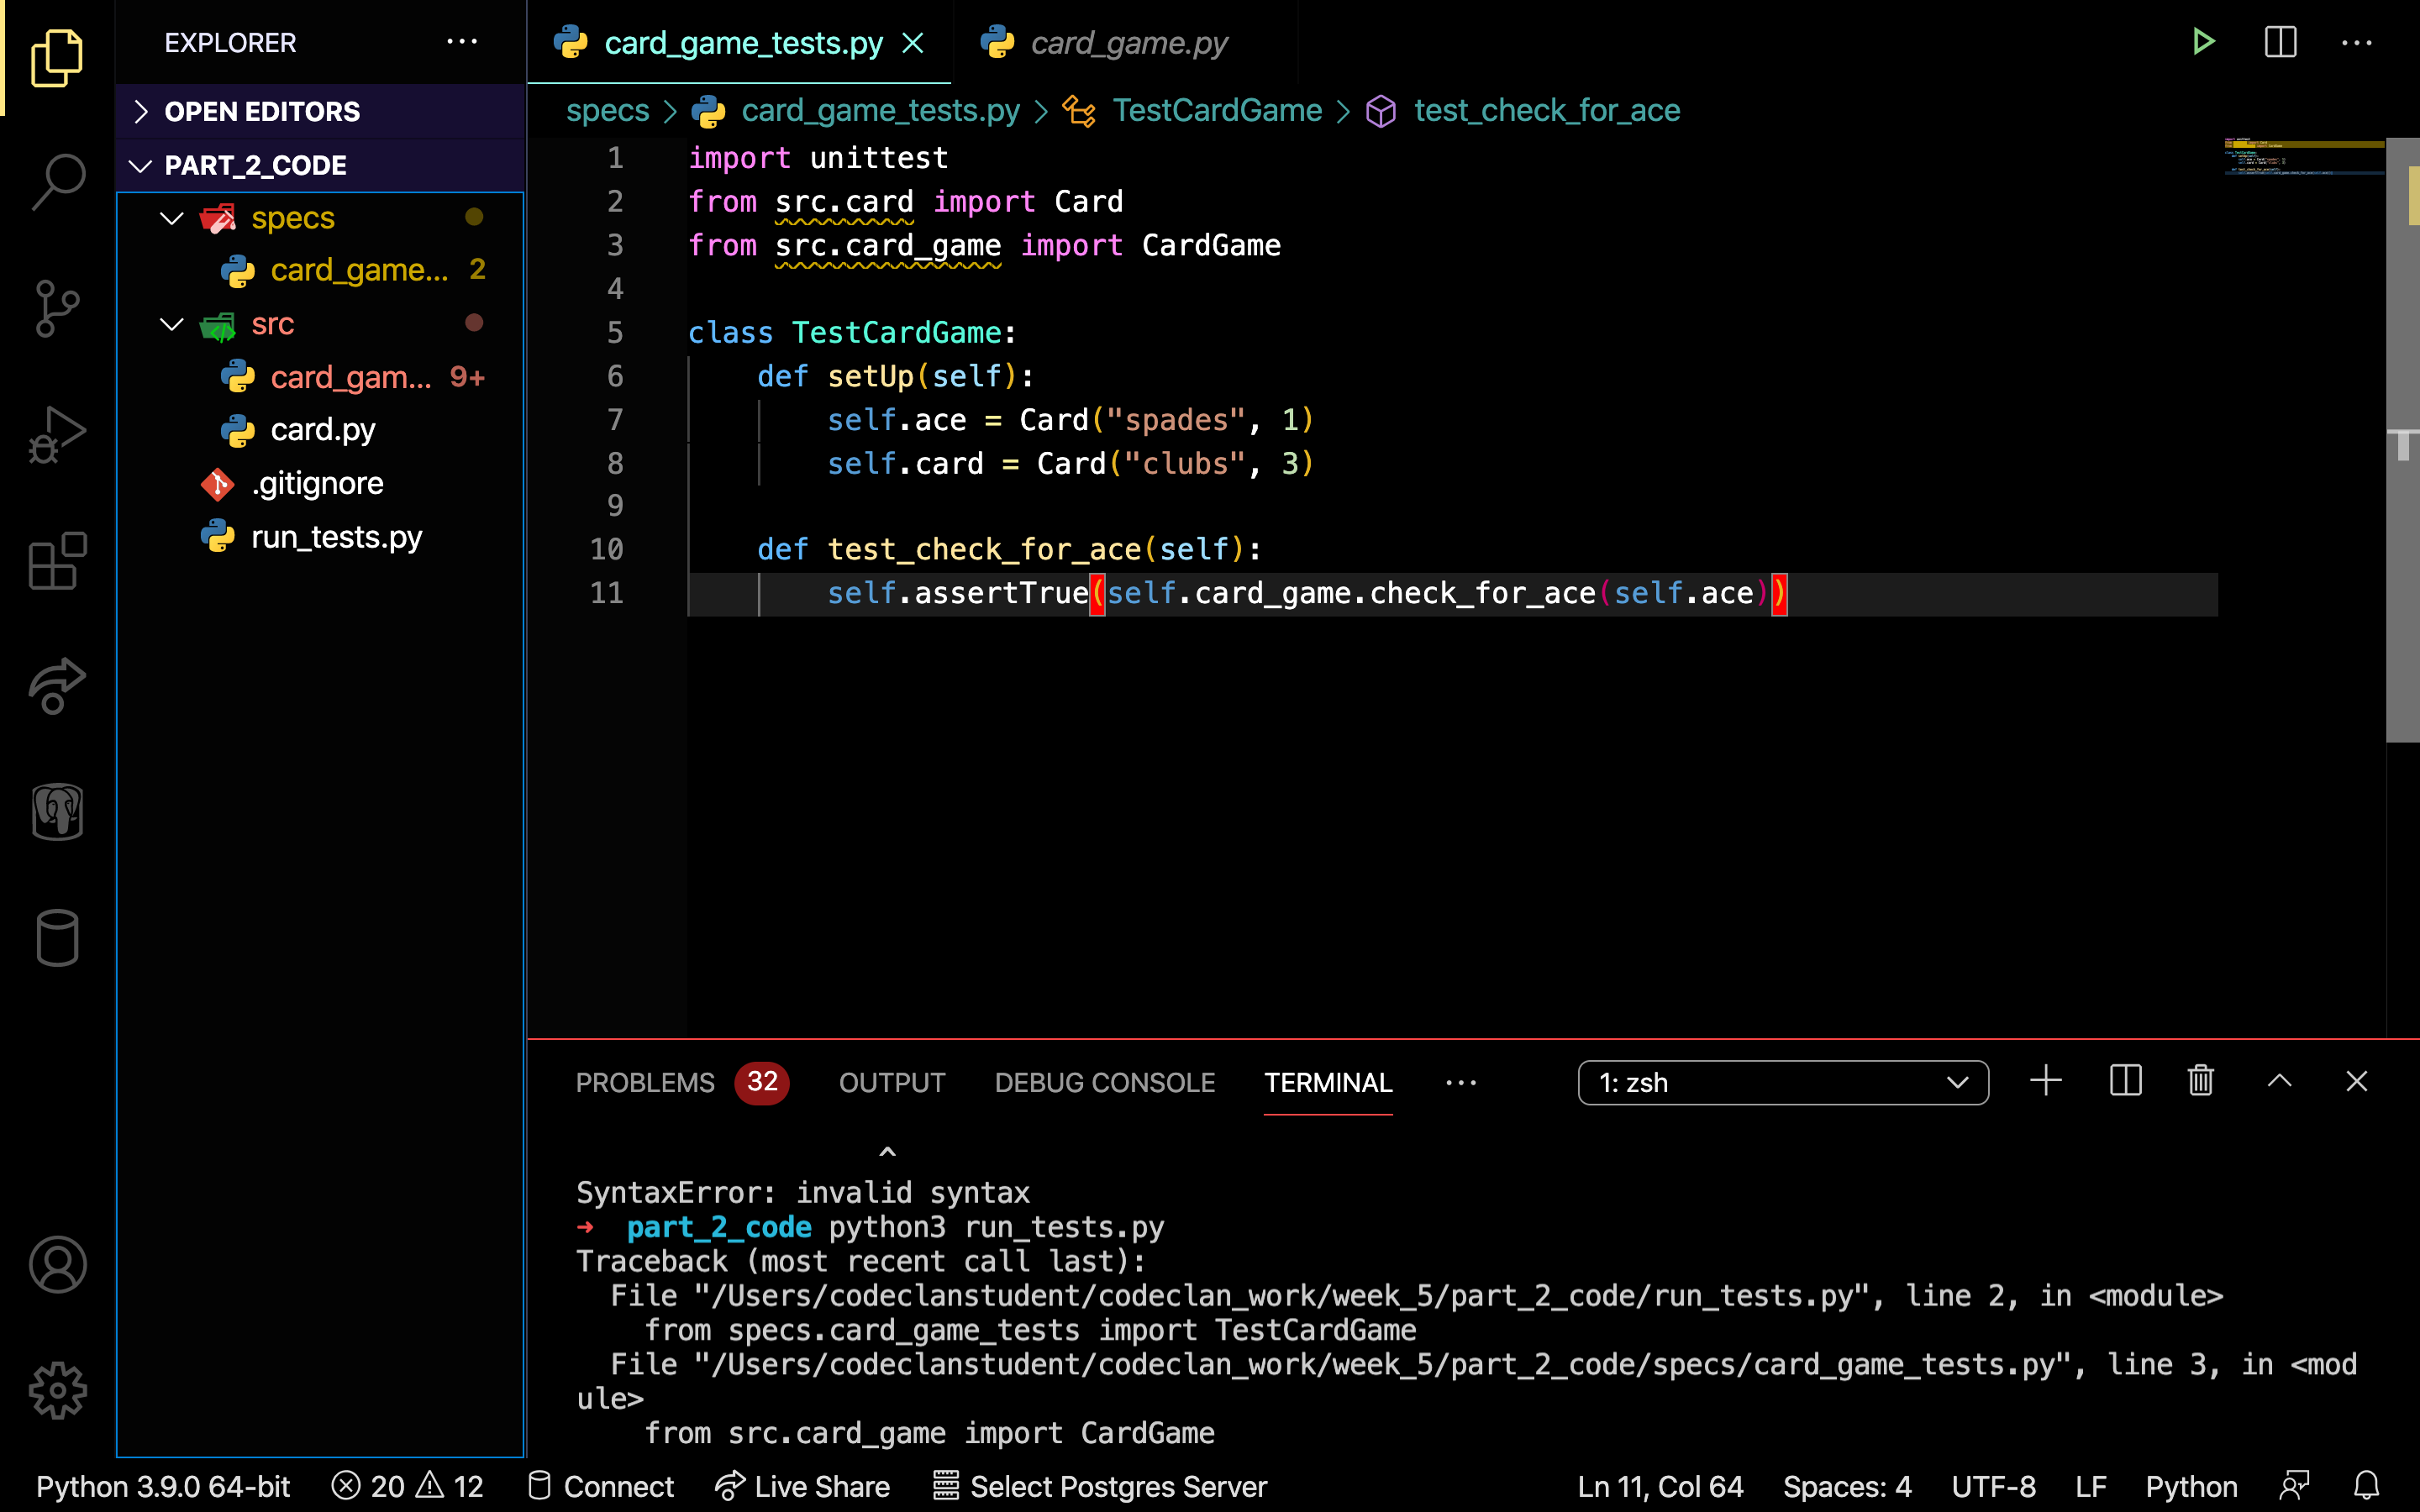 EXPLORER
OPEN EDITORS
PART_2_CODE
specs
card_game... 2
src
card_gam... 9+
card.py
.gitignore
run_tests.py
card_game_tests.py card_game.py
specs > card_game_tests.py > TestCardGame > test_check_for_ace
1 import unittest
2 from src.card import Card
3 from src.card_game import CardGame
4
5 class TestCardGame:
6 def setUp(self):
7 self.ace = Card("spades", 1)
8 self.card = Card("clubs", 3)
9
10 def test_check_for_ace(self):
11 self.assertTrue(self.card_game.check_for_ace(self.ace))
PROBLEMS 32 OUTPUT DEBUG CONSOLE TERMINAL ... 1: zsh
^
SyntaxError: invalid syntax
→ part_2_code python3 run_tests.py
Traceback (most recent call last):
File "/Users/codeclanstudent/codeclan_work/week_5/part_2_code/run_tests.py", line 2, in <module>
from specs.card_game_tests import TestCardGame
File "/Users/codeclanstudent/codeclan_work/week_5/part_2_code/specs/card_game_tests.py", line 3, in <mod
ule>
from src.card_game import CardGame
Python 3.9.0 64-bit 20 12 Connect Live Share Select Postgres Server Ln 11, Col 64 Spaces: 4 UTF-8 LF Python